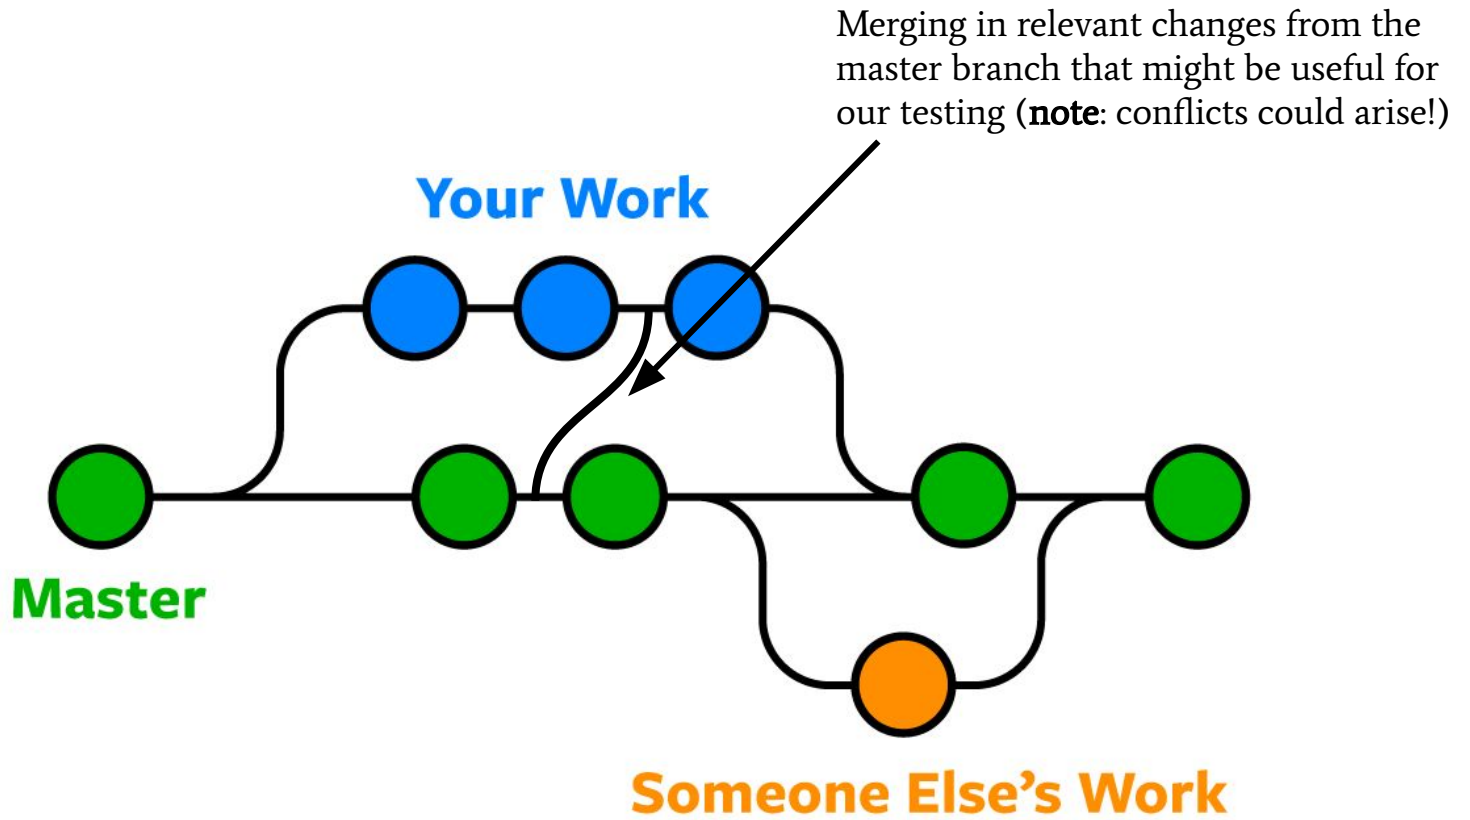 Merging in relevant changes from the
master branch that might be useful for
our testing (note: conflicts could arise!)
Your Work
Master
Someone Else’s Work